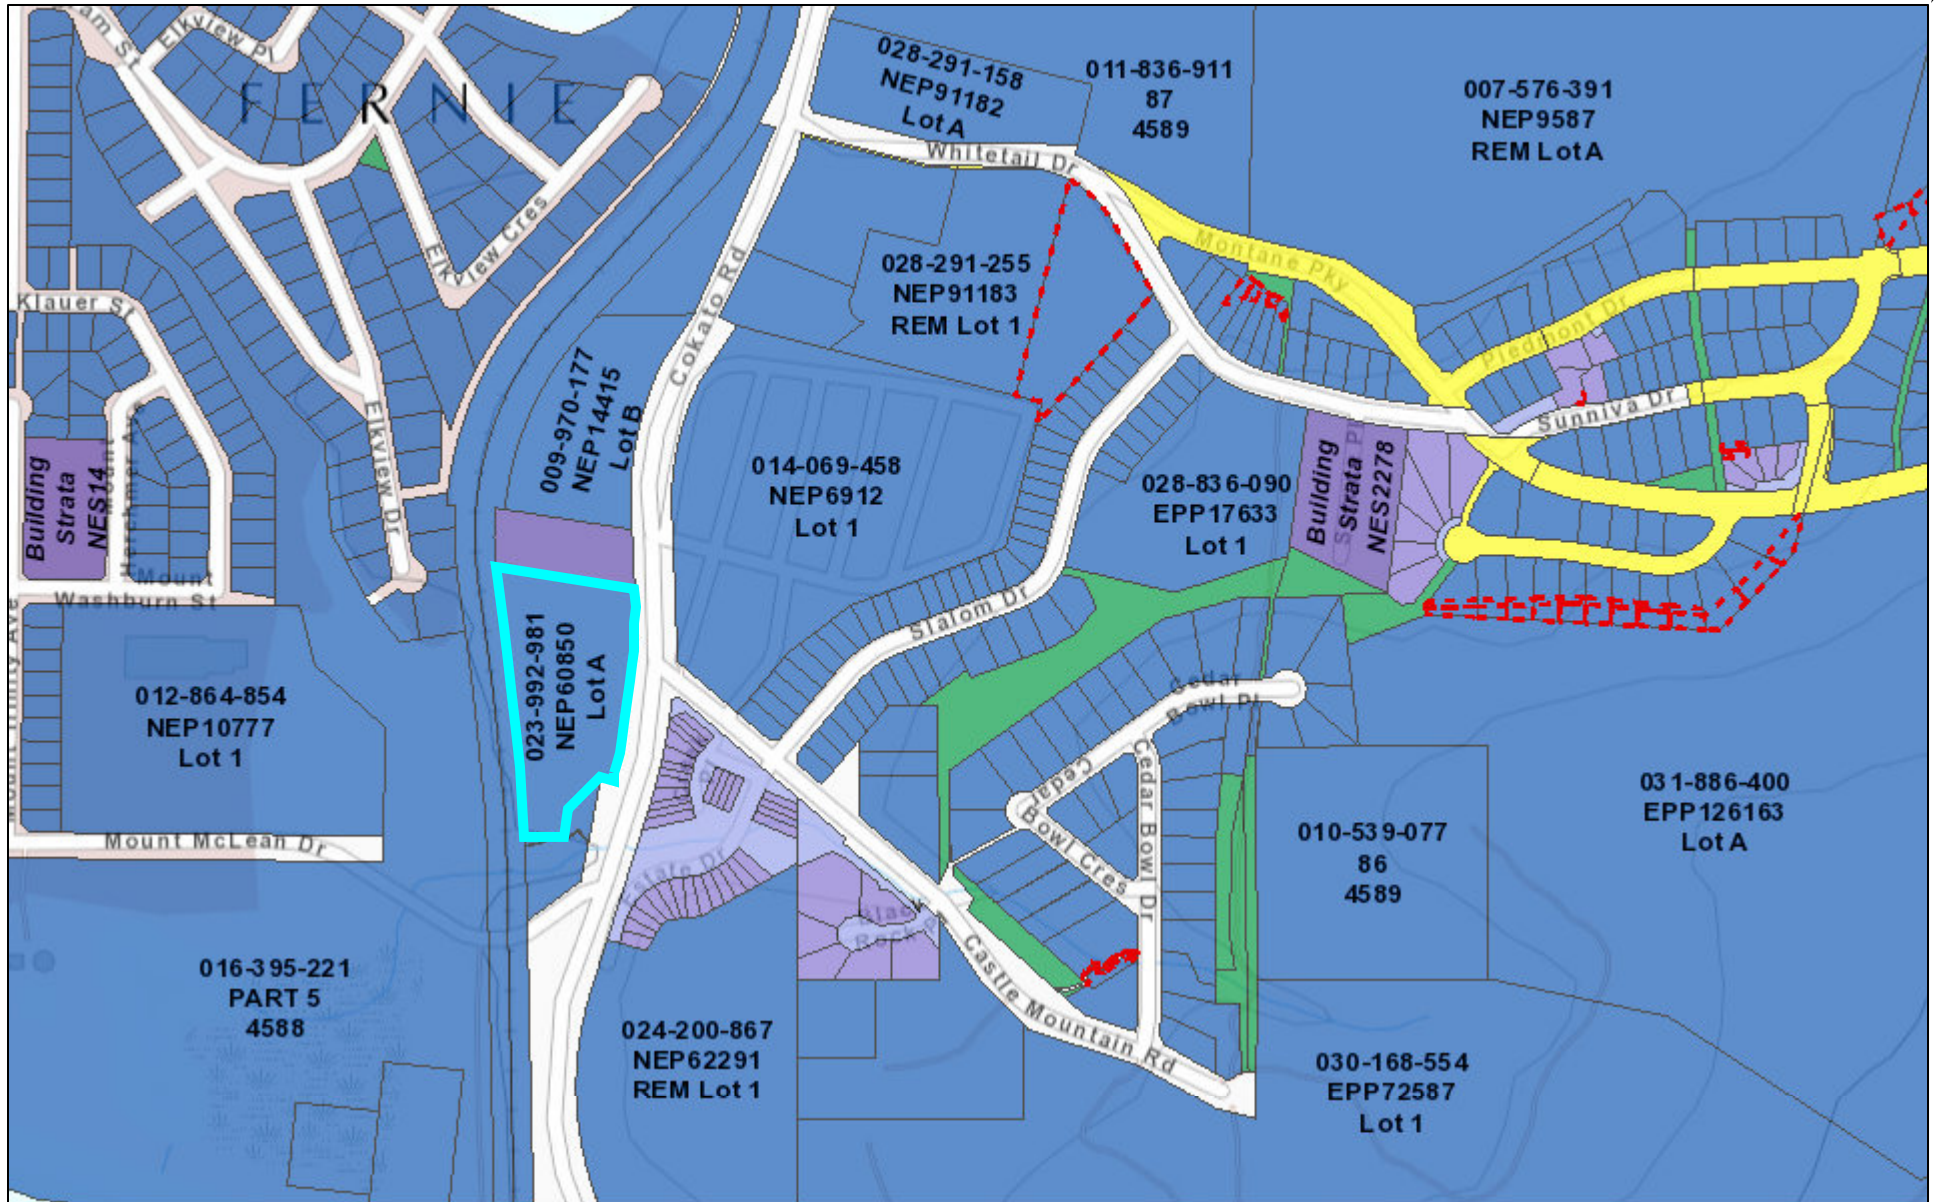 Elkview Pl
FERNIE
028-291-158
NEP91182
Lot A
011-836-911
87
4589
007-576-391
NEP9587
REM Lot A
Whitetail Dr
Elkview Cres
Cokato Rd
Montane Pky
028-291-255
NEP91183
REM Lot 1
Klauer St
Piedmont Dr
009-970-177
NEP14415
Lot B
Elkview Dr
Sunniva Dr
Building
Strata
NES14
014-069-458
NEP6912
Lot 1
028-836-090
EPP17633
Lot 1
Building
Strata
NES2278
Mount
Washburn St
Slalom Dr
023-992-981
NEP60850
Lot A
012-864-854
NEP10777
Lot 1
Cedar
Bowl Pl
Cedar
Bowl Cres
Cedar Bowl Dr
Mount McLean Dr
010-539-077
86
4589
031-886-400
EPP126163
Lot A
Black
Rock
016-395-221
PART 5
4588
Castle Mountain Rd
024-200-867
NEP62291
REM Lot 1
030-168-554
EPP72587
Lot 1